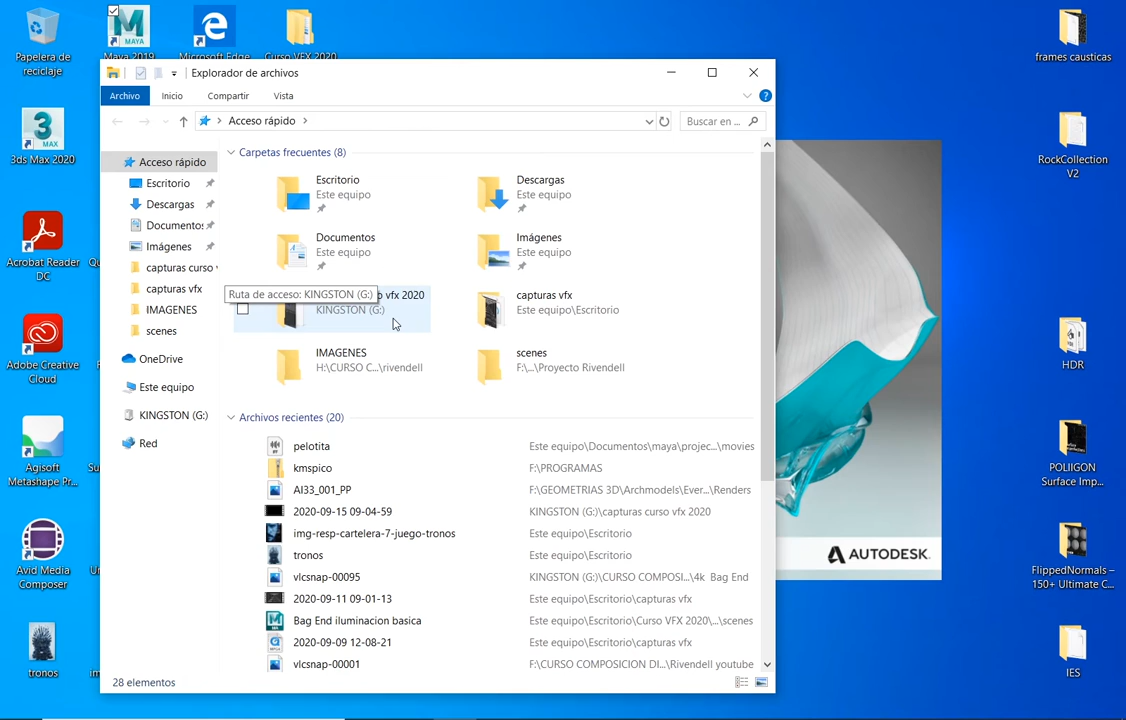 Papelera de
reciclaje
MAYA
Maya 2019
Microsoft Edge
Curso VFX 2020
frames causticas
Explorador de archivos
Archivo
Inicio
Compartir
Vista
Acceso rápido
Buscar en ...
3ds Max 2020
RockCollection
V2
Acceso rápido
Escritorio
Descargas
Documentos
Imágenes
capturas curso v
capturas vfx
IMAGENES
scenes
OneDrive
Este equipo
KINGSTON (G:)
Red
Carpetas frecuentes (8)
Escritorio
Este equipo
Descargas
Este equipo
Documentos
Este equipo
Imágenes
Este equipo
Ruta de acceso: KINGSTON (G:)
o vfx 2020
KINGSTON (G:)
capturas vfx
Este equipo\Escritorio
IMAGENES
H:\CURSO C...\rivendell
scenes
F:\...\Proyecto Rivendell
Archivos recientes (20)
pelotita Este equipo\Documentos\maya\projec...\movies
kmspico F:\PROGRAMAS
AI33_001_PP F:\GEOMETRIAS 3D\Archmodels\Ever...\Renders
2020-09-15 09-04-59 KINGSTON (G:)\capturas curso vfx 2020
img-resp-cartelera-7-juego-tronos Este equipo\Escritorio
tronos Este equipo\Escritorio
vlcsnap-00095 KINGSTON (G:)\CURSO COMPOSI...\4k Bag End
2020-09-11 09-01-13 Este equipo\Escritorio\capturas vfx
Bag End iluminacion basica Este equipo\Escritorio\Curso VFX 2020\...\scenes
2020-09-09 12-08-21 Este equipo\Escritorio\capturas vfx
vlcsnap-00001 F:\CURSO COMPOSICION DI...\Rivendell youtube
28 elementos
Acrobat Reader
DC
Adobe Creative
Cloud
Agisoft
Metashape Pr...
Avid Media
Composer
tronos
AUTODESK.
HDR
POLIIGON
Surface Imp...
FlippedNormals –
150+ Ultimate C...
IES